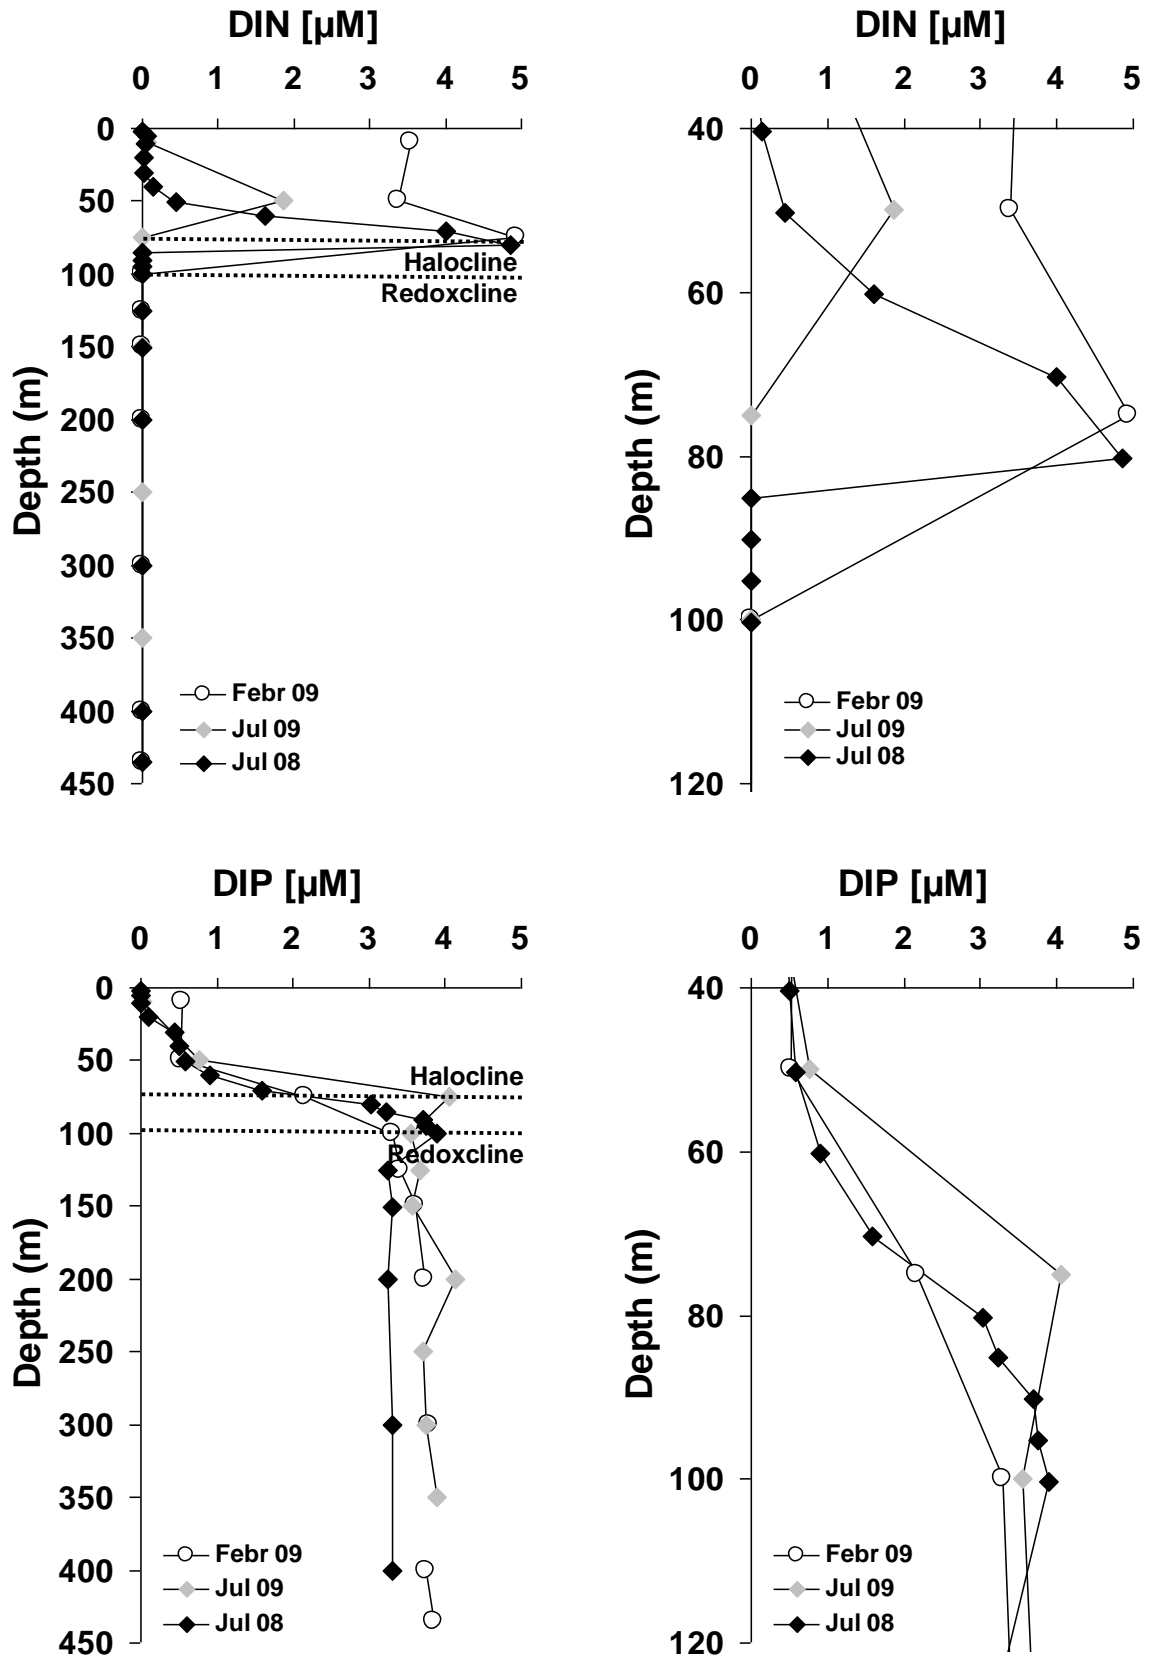 DIN [µM]
0 1 2 3 4 5
0
50
100
150
200
250
300
350
400
450
Depth (m)
Halocline
Redoxcline
Febr 09
Jul 09
Jul 08
DIN [µM]
0 1 2 3 4 5
40
60
80
100
120
Depth (m)
Febr 09
Jul 09
Jul 08
DIP [µM]
0 1 2 3 4 5
0
50
100
150
200
250
300
350
400
450
Depth (m)
Halocline
Redoxcline
Febr 09
Jul 09
Jul 08
DIP [µM]
0 1 2 3 4 5
40
60
80
100
120
Depth (m)
Febr 09
Jul 09
Jul 08